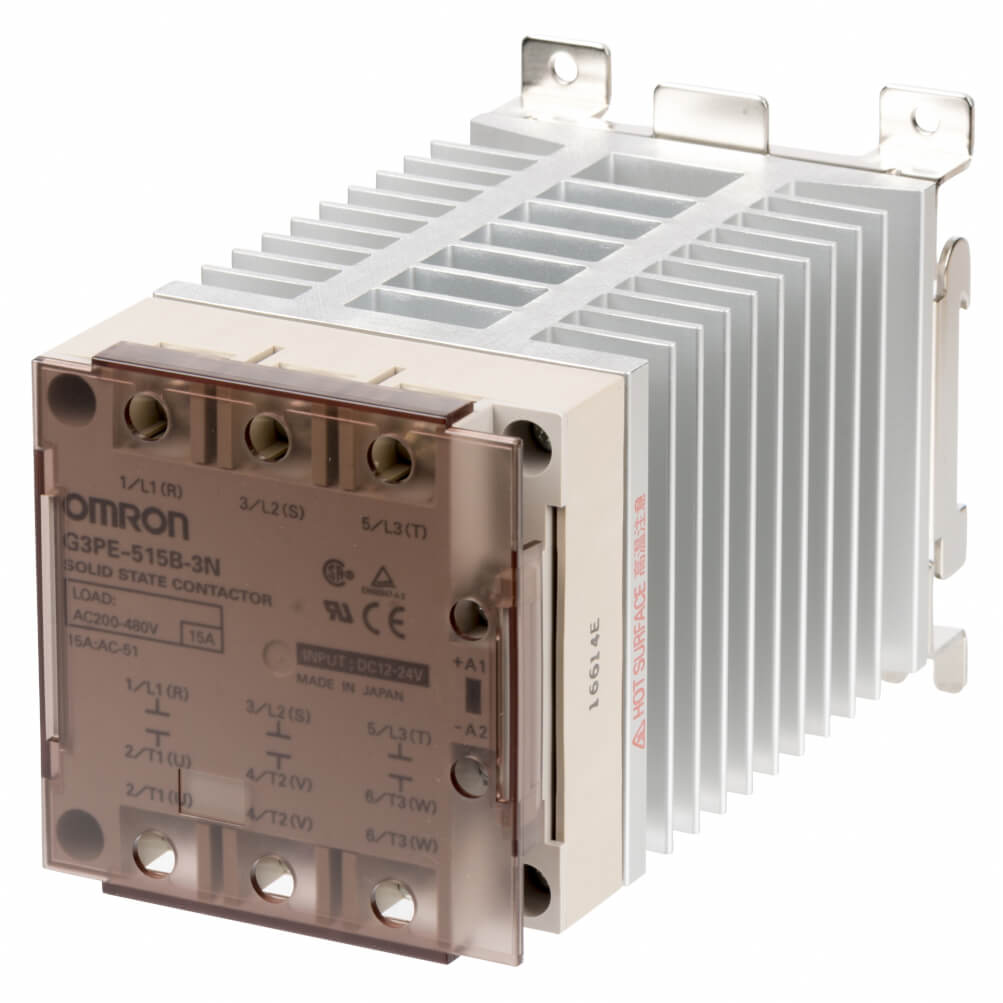 1/L1(R)
3/L2(S)
5/L3(T)
OMRON
G3PE-515B-3N
SOLID STATE CONTACTOR
LOAD:
AC200-480V
15A
15A:AC-51
INPUT:DC12-24V
MADE IN JAPAN
CE
+A1
-A2
1/L1(R)
3/L2(S)
5/L3(T)
2/T1(U)
4/T2(V)
6/T3(W)
2/T1(U)
4/T2(V)
6/T3(W)
16614E
HOT SURFACE 高温注意